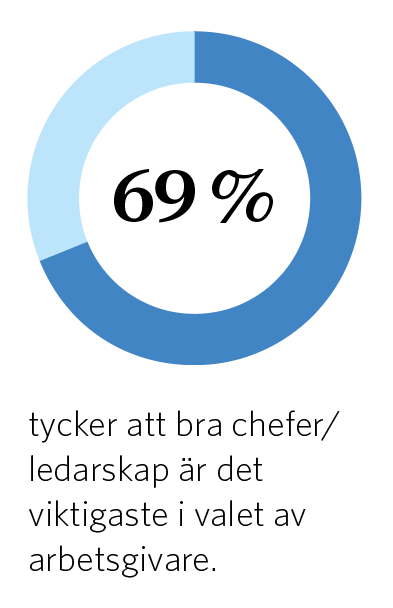 69 %
tycker att bra chefer/
ledarskap är det
viktigaste i valet av
arbetsgivare.